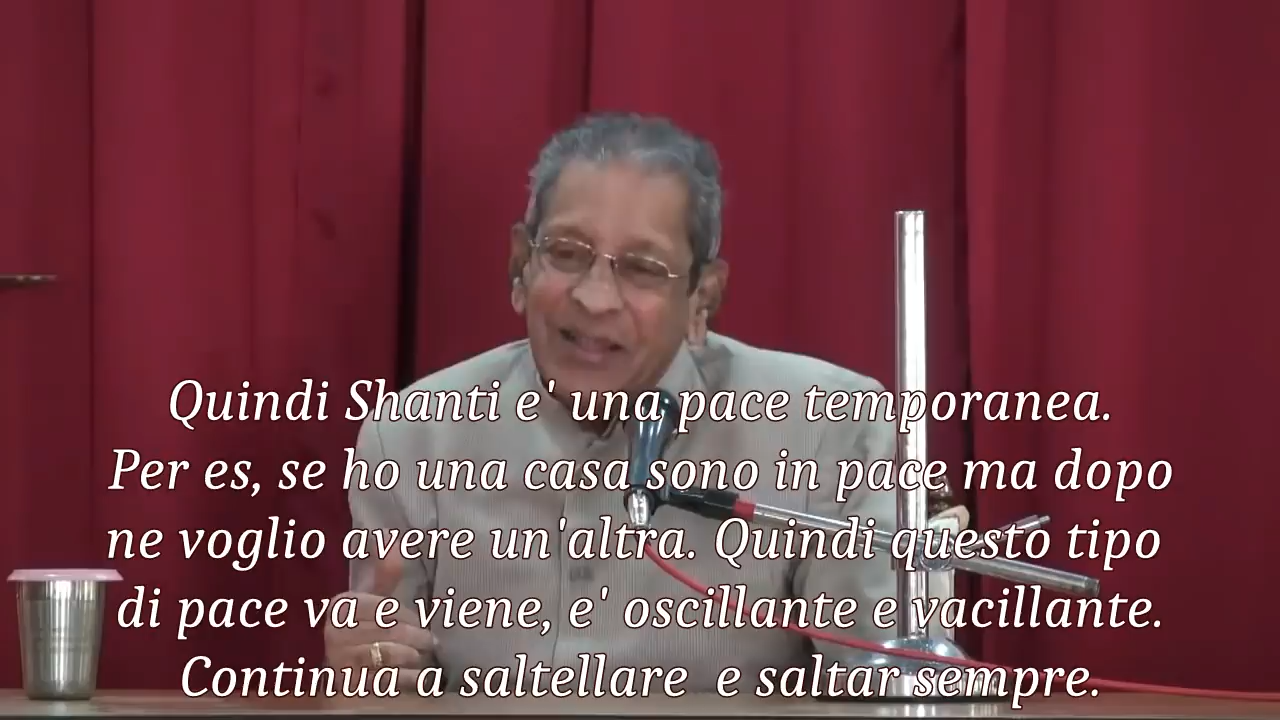 Quindi Shanti e' una pace temporanea.
Per es, se ho una casa sono in pace ma dopo
ne voglio avere un'altra. Quindi questo tipo
di pace va e viene, e' oscillante e vacillante.
Continua a saltellare  e saltar sempre.